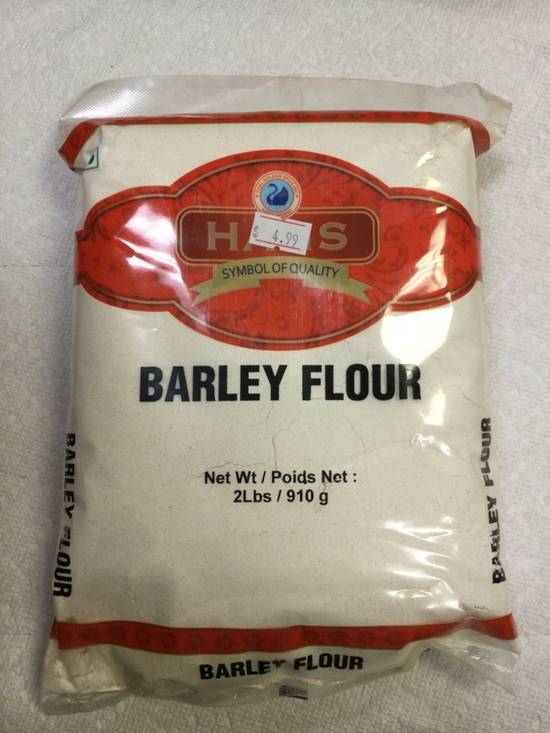 $ 4.99
SYMBOL OF QUALITY
BARLEY FLOUR
Net Wt / Poids Net :
2Lbs / 910 g
BARLEY FLOUR
BARLEY FLOUR
BARLEY FLOUR